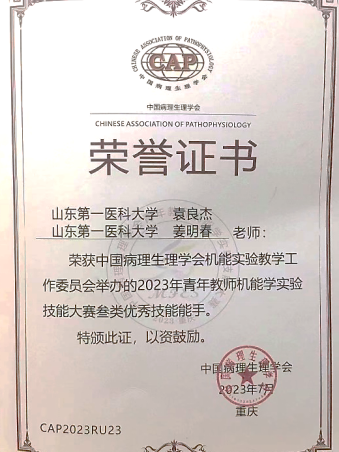 CHINESE ASSOCIATION OF PATHOPHYSIOLOGY
CAP
中国病理生理学会
中国病理生理学会
CHINESE ASSOCIATION OF PATHOPHYSIOLOGY
荣誉证书
山东第一医科大学 袁良杰
山东第一医科大学 姜明春 老师：
荣获中国病理生理学会机能实验教学工
作委员会举办的2023年青年教师机能学实验
技能大赛叁类优秀技能能手。
特颁此证，以资鼓励。
中国病理生理学会
2023年7月
重庆
CAP2023RU23